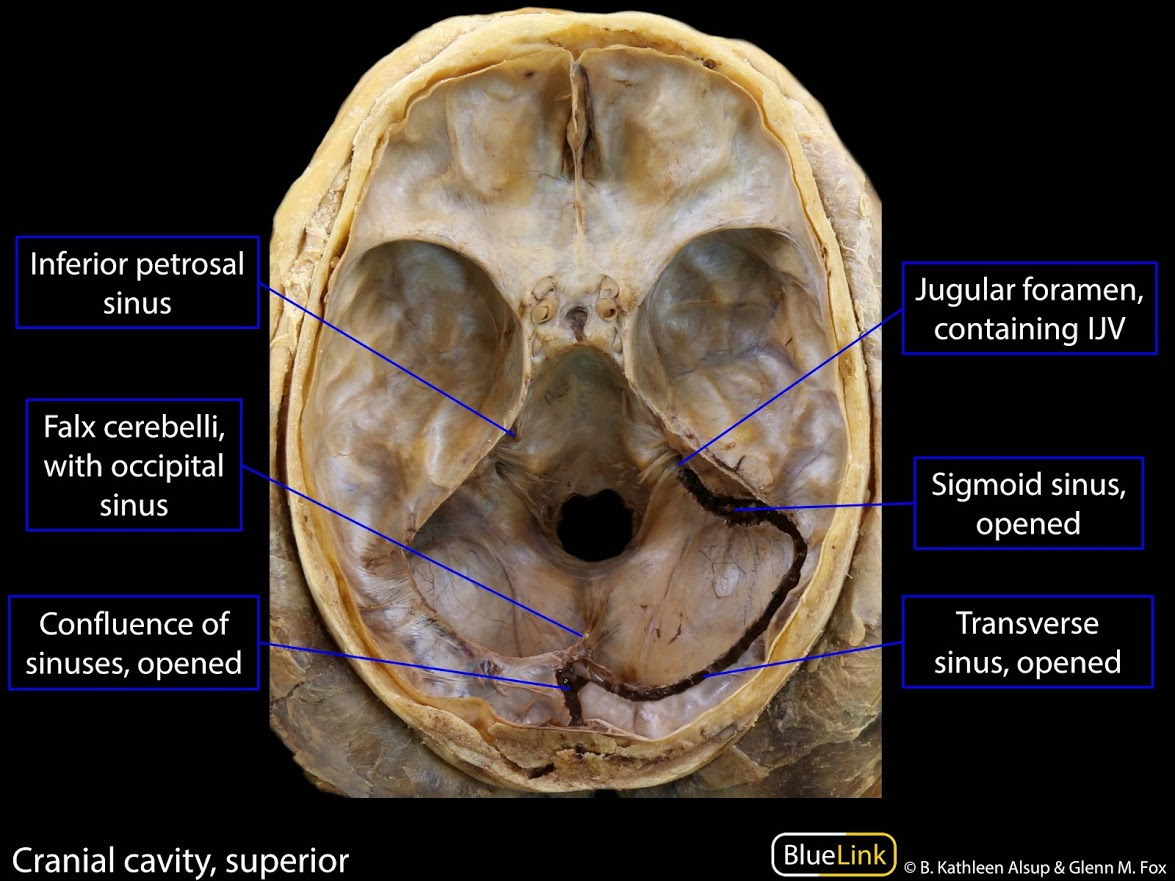 Inferior petrosal
sinus
Falx cerebelli,
with occipital
sinus
Confluence of
sinuses, opened
Jugular foramen,
containing IJV
Sigmoid sinus,
opened
Transverse
sinus, opened
Cranial cavity, superior
BlueLink
© B. Kathleen Alsup & Glenn M. Fox